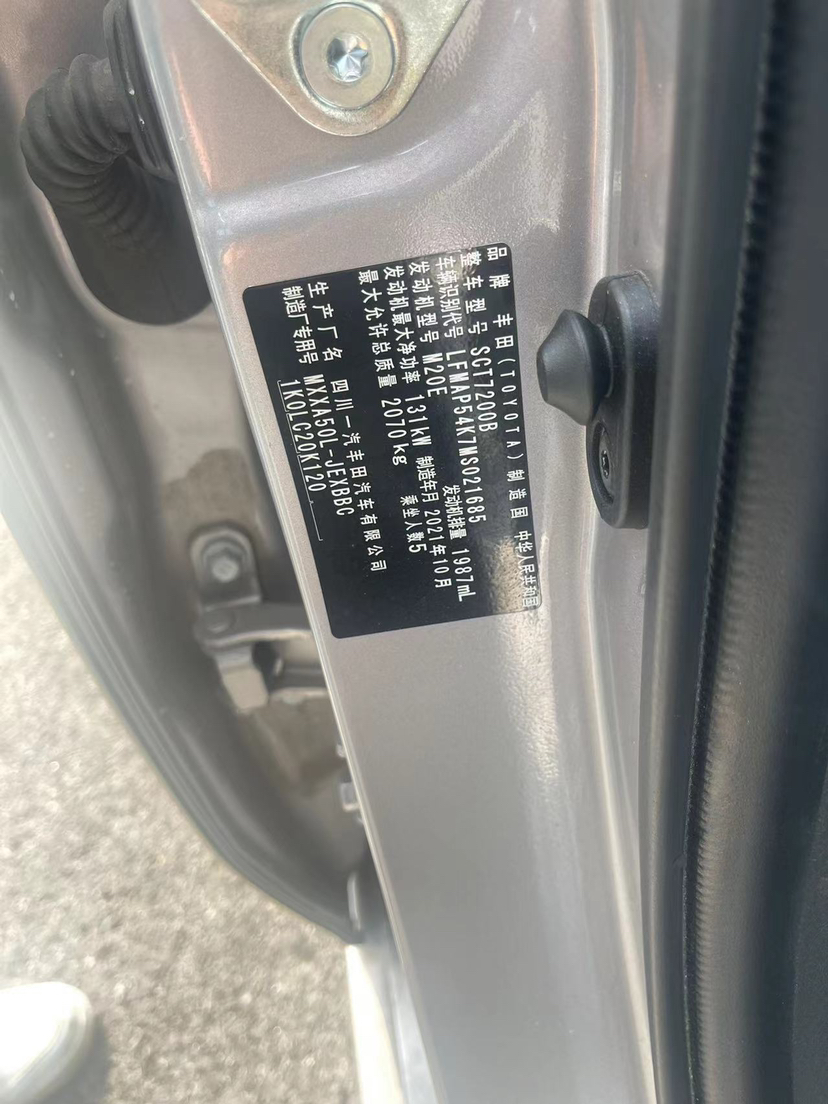 品牌 丰田(TOYOTA) 制造国 中华人民共和国
整车型号 SCT7200B
车辆识别代号 LFMAP54K7MS021685
发动机型号 M20E 发动机排量 1987mL
发动机最大净功率 131kW 制造年月 2021年10月
最大允许总质量 2070kg 乘坐人数5
生产厂名 四川一汽丰田汽车有限公司
制造厂专用号 MXXA50L-JEXBBC
1K0LC20K120